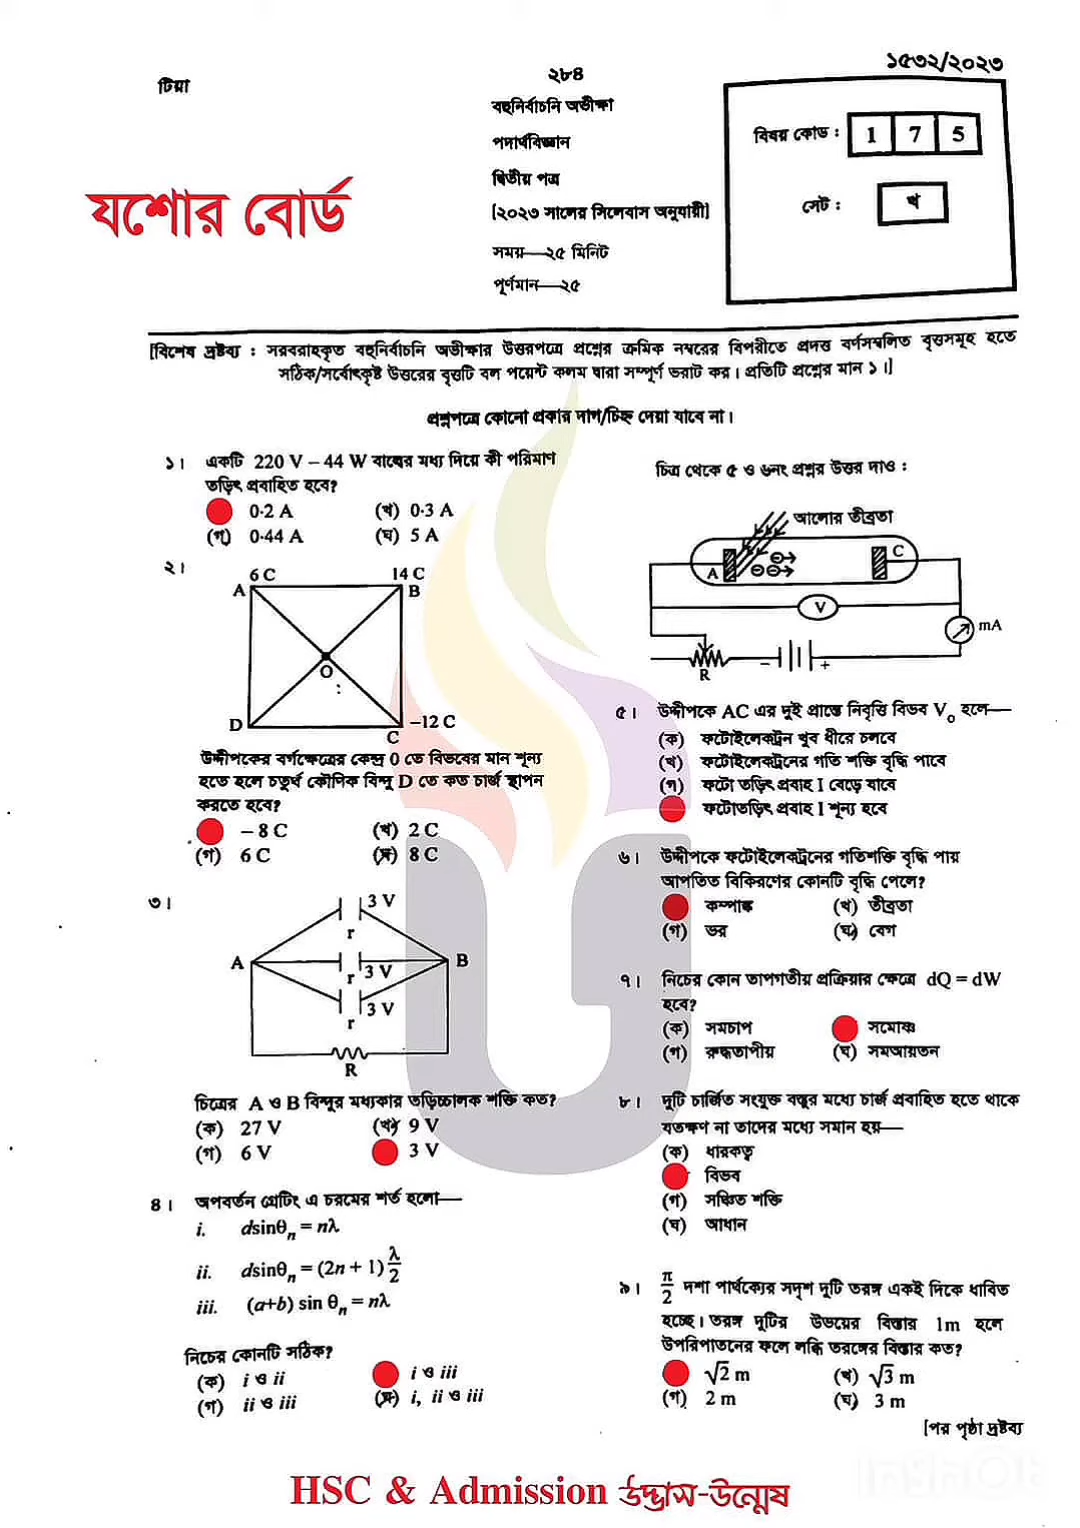 ১৫৩২/২০২৩
টিয়া
২৮৪
বহুনির্বাচনি অভীক্ষা
পদার্থবিজ্ঞান
দ্বিতীয় পত্র
[২০২৩ সালের সিলেবাস অনুযায়ী]
সময়—২৫ মিনিট
পূর্ণমান—২৫
বিষয় কোড : 1 7 5
সেট : খ
যশোর বোর্ড
[বিশেষ দ্রষ্টব্য : সরবরাহকৃত বহুনির্বাচনি অভীক্ষার উত্তরপত্রে প্রশ্নের ক্রমিক নম্বরের বিপরীতে প্রদত্ত বর্ণসম্বলিত বৃত্তসমূহ হতে
সঠিক/সর্বোৎকৃষ্ট উত্তরের বৃত্তটি বল পয়েন্ট কলম দ্বারা সম্পূর্ণ ভরাট কর। প্রতিটি প্রশ্নের মান ১।]
প্রশ্নপত্রে কোনো প্রকার দাগ/চিহ্ন দেয়া যাবে না।
১। একটি 220 V – 44 W বাল্বের মধ্য দিয়ে কী পরিমাণ
তড়িৎ প্রবাহিত হবে?
0·2 A (খ) 0·3 A
(গ) 0·44 A (ঘ) 5 A
২।
6 C 14 C
A B
O
:
D –12 C
C
উদ্দীপকের বর্গক্ষেত্রের কেন্দ্র 0 তে বিভবের মান শূন্য
হতে হলে চতুর্থ কৌণিক বিন্দু D তে কত চার্জ স্থাপন
করতে হবে?
– 8 C (খ) 2 C
(গ) 6 C (ঘ) 8 C
৩।
3 V
r
A B
3 V
r
3 V
r
R
চিত্রের A ও B বিন্দুর মধ্যকার তড়িচ্চালক শক্তি কত?
(ক) 27 V (খ) 9 V
(গ) 6 V 3 V
৪। অপবর্তন গ্রেটিং এ চরমের শর্ত হলো—
i. dsinθn = nλ
ii. dsinθn = (2n + 1) λ/2
iii. (a+b) sin θn = nλ
নিচের কোনটি সঠিক?
(ক) i ও ii i ও iii
(গ) ii ও iii (ঘ) i, ii ও iii
চিত্র থেকে ৫ ও ৬নং প্রশ্নের উত্তর দাও :
আলোর তীব্রতা
A C
V
mA
R – +
৫। উদ্দীপকে AC এর দুই প্রান্তে নিবৃত্তি বিভব Vo হলে—
(ক) ফটোইলেকট্রন খুব ধীরে চলবে
(খ) ফটোইলেকট্রনের গতি শক্তি বৃদ্ধি পাবে
(গ) ফটো তড়িৎ প্রবাহ I বেড়ে যাবে
ফটোতড়িৎ প্রবাহ I শূন্য হবে
৬। উদ্দীপকে ফটোইলেকট্রনের গতিশক্তি বৃদ্ধি পায়
আপতিত বিকিরণের কোনটি বৃদ্ধি পেলে?
কম্পাঙ্ক (খ) তীব্রতা
(গ) ভর (ঘ) বেগ
৭। নিচের কোন তাপগতীয় প্রক্রিয়ার ক্ষেত্রে dQ = dW
হবে?
(ক) সমচাপ সমোষ্ণ
(গ) রুদ্ধতাপীয় (ঘ) সমআয়তন
৮। দুটি চার্জিত সংযুক্ত বস্তুর মধ্যে চার্জ প্রবাহিত হতে থাকে
যতক্ষণ না তাদের মধ্যে সমান হয়—
(ক) ধারকত্ব
বিভব
(গ) সঞ্চিত শক্তি
(ঘ) আধান
৯। π/2 দশা পার্থক্যের সদৃশ দুটি তরঙ্গ একই দিকে ধাবিত
হচ্ছে। তরঙ্গ দুটির উভয়ের বিস্তার 1m হলে
উপরিপাতনের ফলে লব্ধি তরঙ্গের বিস্তার কত?
√2 m (খ) √3 m
(গ) 2 m (ঘ) 3 m
[পর পৃষ্ঠা দ্রষ্টব্য
HSC & Admission উদ্ভাস-উন্মেষ